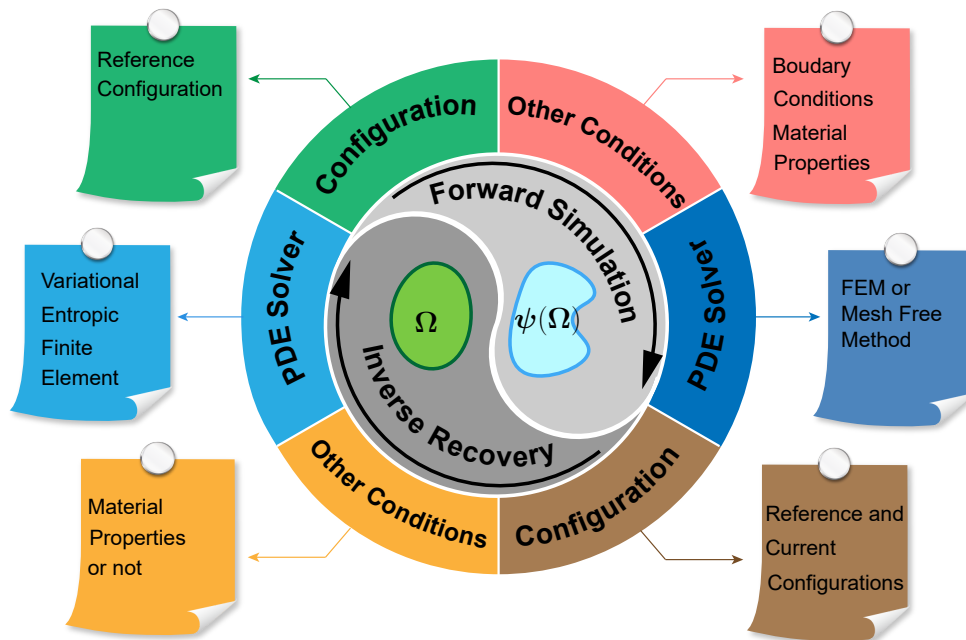 Reference
Configuration
Boudary
Conditions
Material
Properties
Configuration
Other Conditions
Forward Simulation
PDE Solver
PDE Solver
Variational
Entropic
Finite
Element
FEM or
Mesh Free
Method
Ω
ψ(Ω)
Inverse Recovery
Other Conditions
Configuration
Material
Properties
or not
Reference and
Current
Configurations